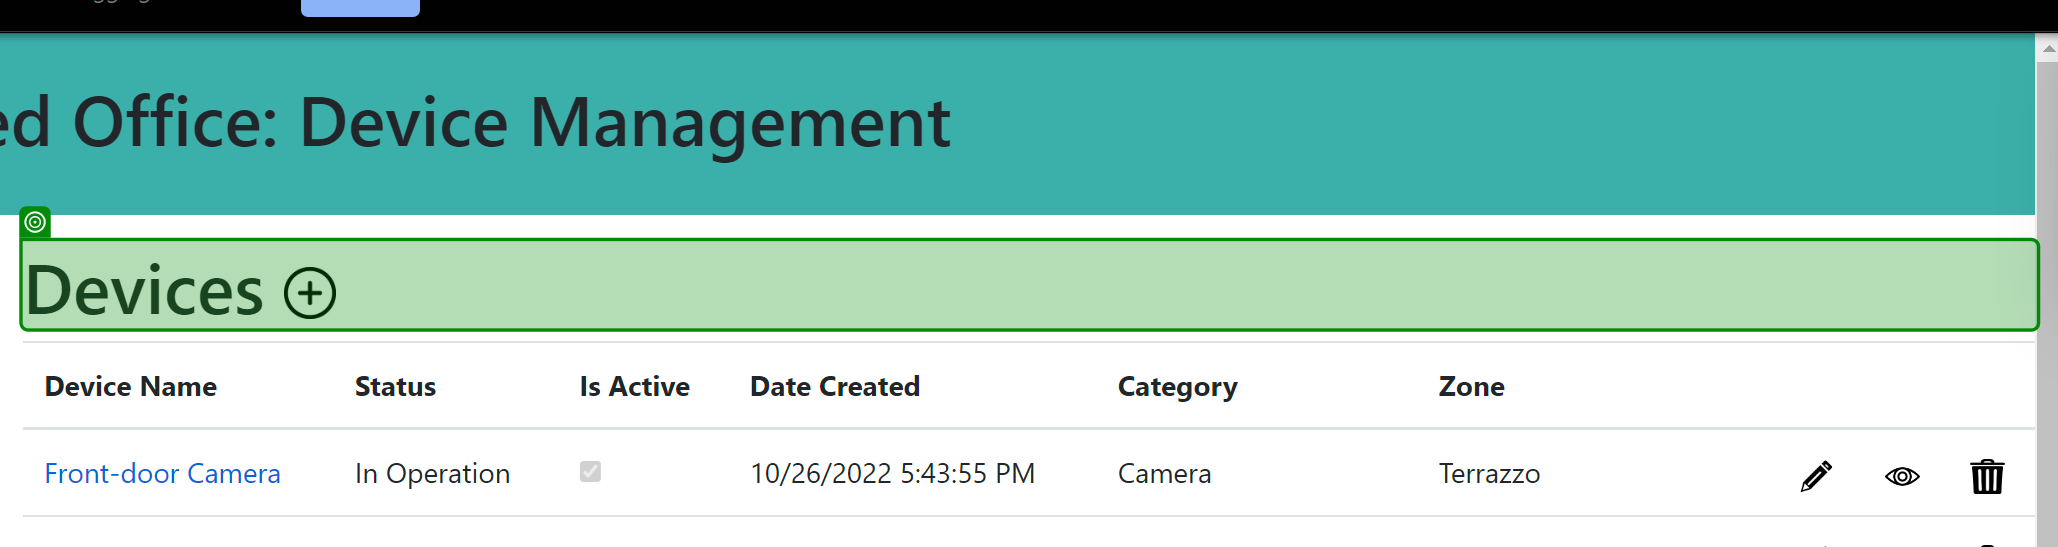 ed Office: Device Management
Devices
Device Name Status Is Active Date Created Category Zone
Front-door Camera In Operation 10/26/2022 5:43:55 PM Camera Terrazzo